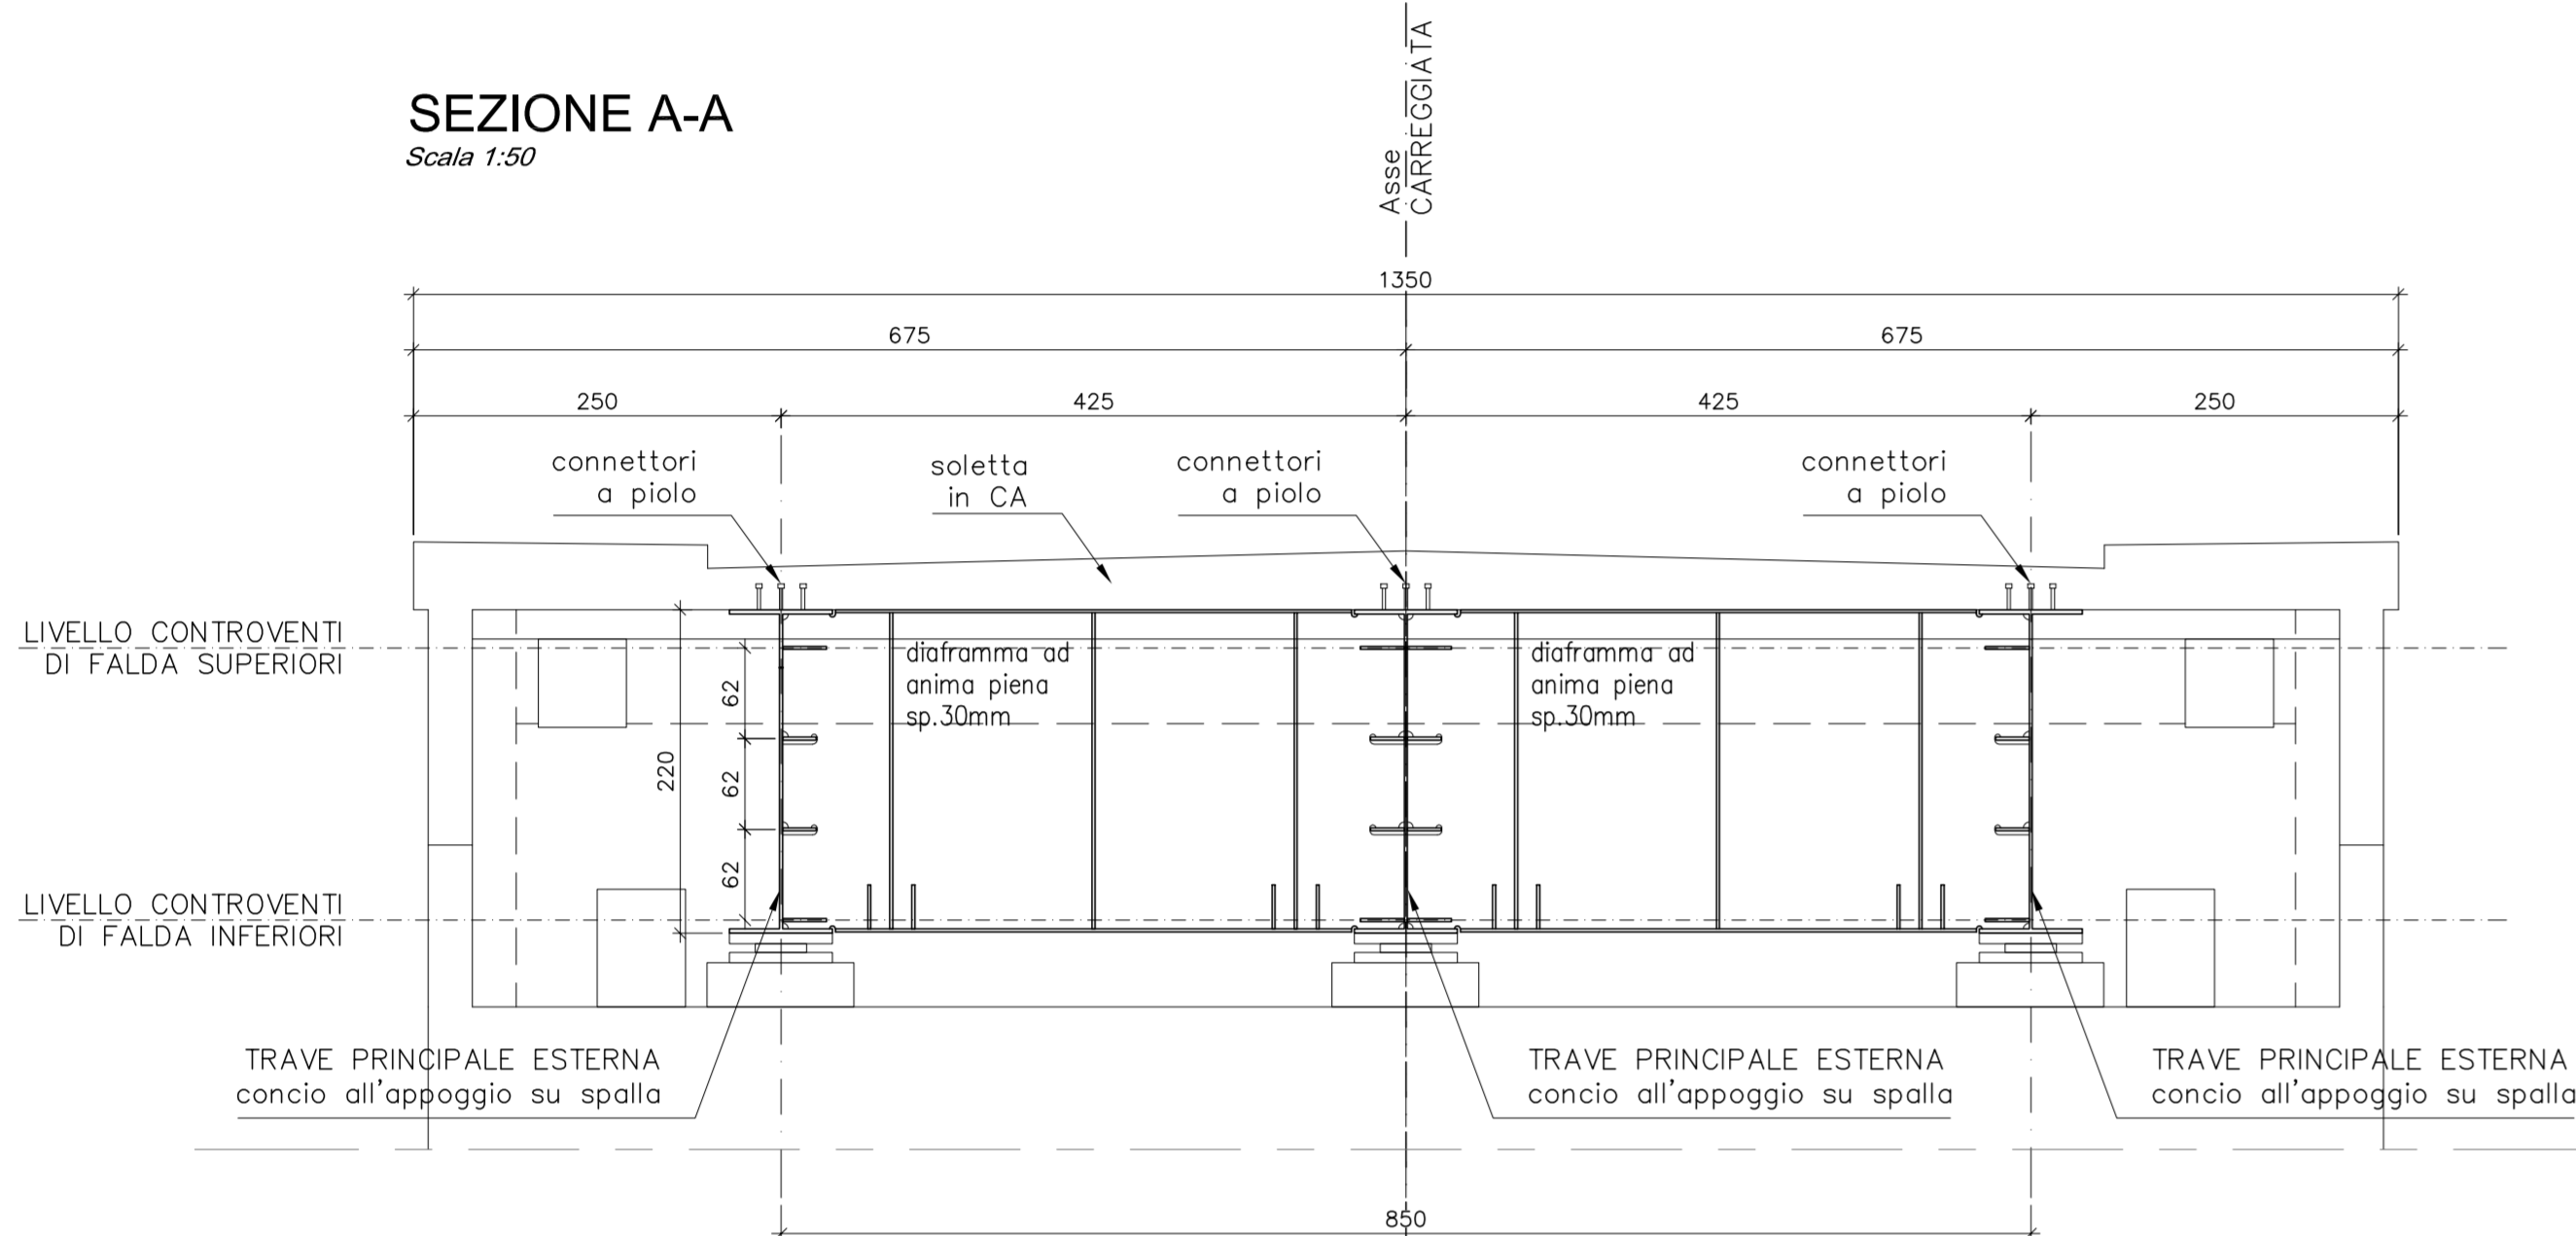 SEZIONE A-A
Scala 1:50
Asse
CARREGGIATA
1350
675
675
250
425
425
250
connettori
a piolo
soletta
in CA
connettori
a piolo
connettori
a piolo
LIVELLO CONTROVENTI
DI FALDA SUPERIORI
diaframma ad
anima piena
sp.30mm
diaframma ad
anima piena
sp.30mm
62
220
62
62
LIVELLO CONTROVENTI
DI FALDA INFERIORI
TRAVE PRINCIPALE ESTERNA
concio all'appoggio su spalla
TRAVE PRINCIPALE ESTERNA
concio all'appoggio su spalla
TRAVE PRINCIPALE ESTERNA
concio all'appoggio su spalla
850